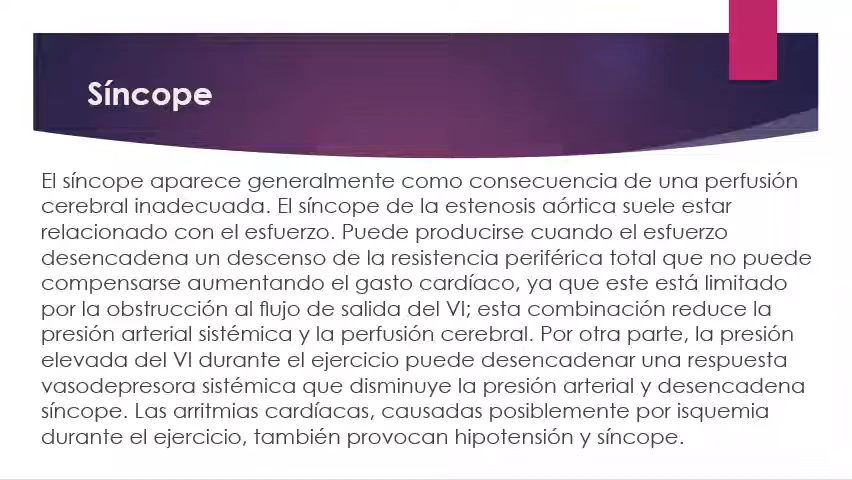 Síncope
El síncope aparece generalmente como consecuencia de una perfusión
cerebral inadecuada. El síncope de la estenosis aórtica suele estar
relacionado con el esfuerzo. Puede producirse cuando el esfuerzo
desencadena un descenso de la resistencia periférica total que no puede
compensarse aumentando el gasto cardíaco, ya que este está limitado
por la obstrucción al flujo de salida del VI; esta combinación reduce la
presión arterial sistémica y la perfusión cerebral. Por otra parte, la presión
elevada del VI durante el ejercicio puede desencadenar una respuesta
vasodepresora sistémica que disminuye la presión arterial y desencadena
síncope. Las arritmias cardíacas, causadas posiblemente por isquemia
durante el ejercicio, también provocan hipotensión y síncope.